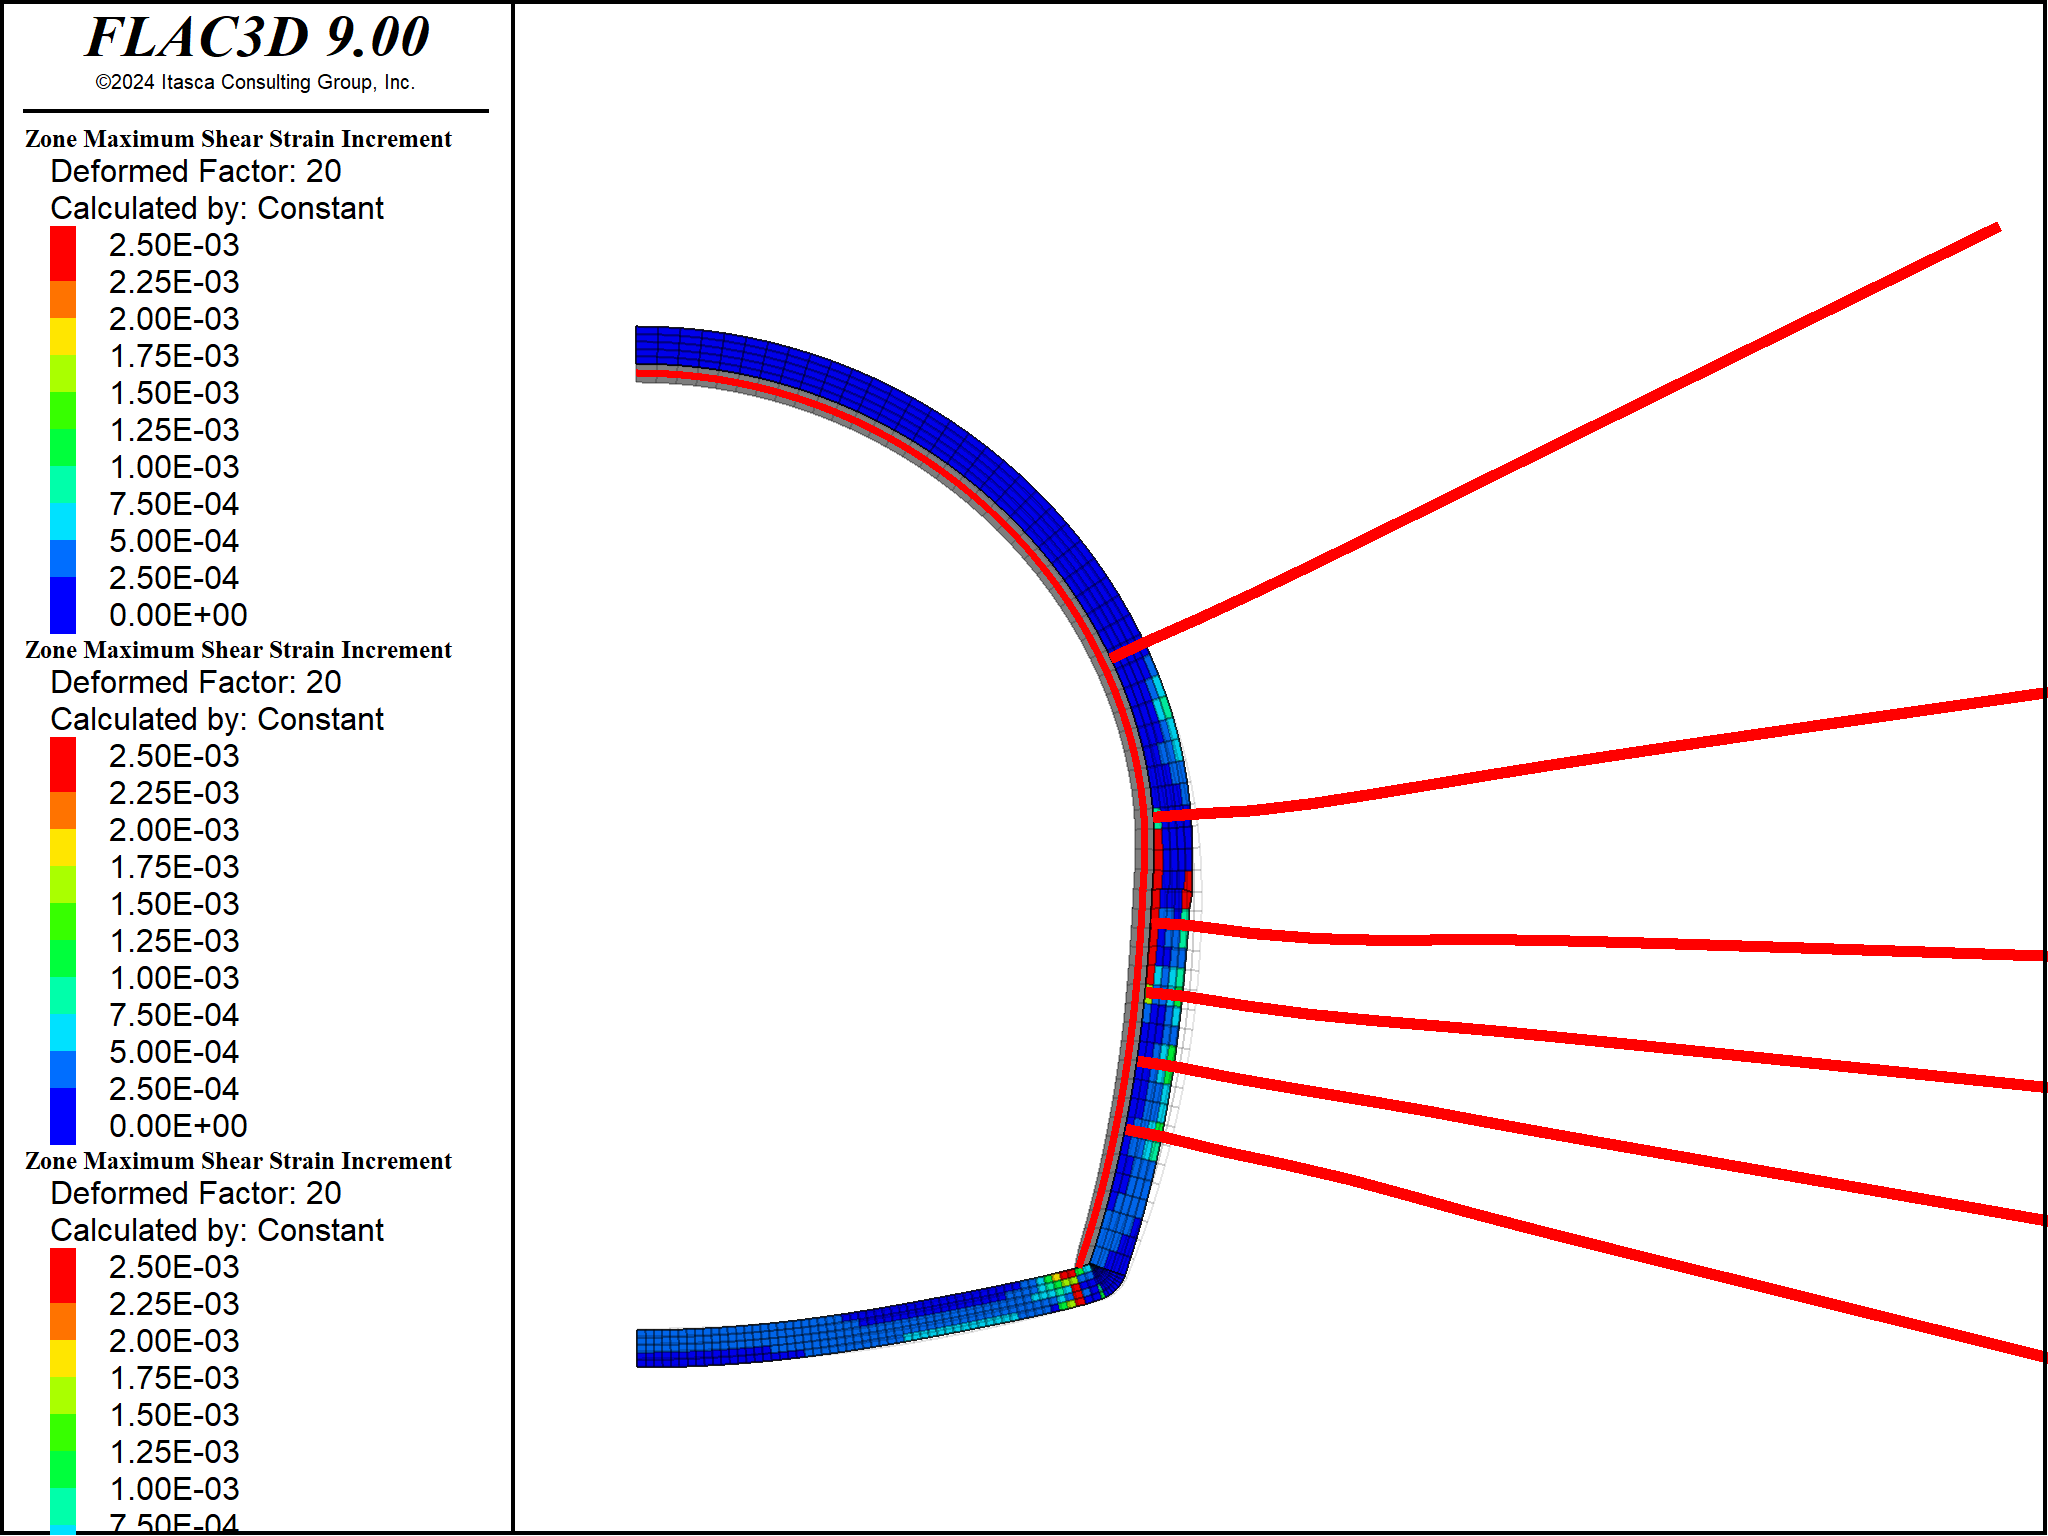 FLAC3D 9.00
©2024 Itasca Consulting Group, Inc.
Zone Maximum Shear Strain Increment
Deformed Factor: 20
Calculated by: Constant
2.50E-03
2.25E-03
2.00E-03
1.75E-03
1.50E-03
1.25E-03
1.00E-03
7.50E-04
5.00E-04
2.50E-04
0.00E+00
Zone Maximum Shear Strain Increment
Deformed Factor: 20
Calculated by: Constant
2.50E-03
2.25E-03
2.00E-03
1.75E-03
1.50E-03
1.25E-03
1.00E-03
7.50E-04
5.00E-04
2.50E-04
0.00E+00
Zone Maximum Shear Strain Increment
Deformed Factor: 20
Calculated by: Constant
2.50E-03
2.25E-03
2.00E-03
1.75E-03
1.50E-03
1.25E-03
1.00E-03
7.50E-04